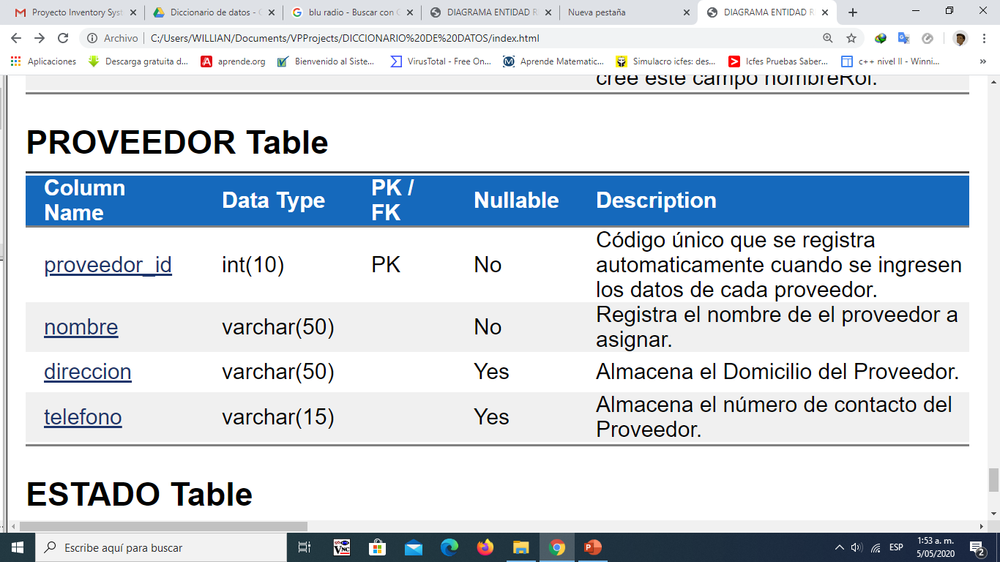 Proyecto Inventory Syst
Diccionario de datos - G
blu radio - Buscar con G
DIAGRAMA ENTIDAD R
Nueva pestaña
DIAGRAMA ENTIDAD R
Archivo
C:/Users/WILLIAN/Documents/VPProjects/DICCIONARIO%20DE%20DATOS/index.html
Aplicaciones
Descarga gratuita d...
aprende.org
Bienvenido al Siste...
VirusTotal - Free On...
Aprende Matematic...
Simulacro icfes: des...
Icfes Pruebas Saber...
c++ nivel II - Winni...
»
cree este campo nombreRol.
PROVEEDOR Table
Column Name
Data Type
PK / FK
Nullable
Description
proveedor_id
int(10)
PK
No
Código único que se registra
automaticamente cuando se ingresen
los datos de cada proveedor.
nombre
varchar(50)
No
Registra el nombre de el proveedor a
asignar.
direccion
varchar(50)
Yes
Almacena el Domicilio del Proveedor.
telefono
varchar(15)
Yes
Almacena el número de contacto del
Proveedor.
ESTADO Table
Escribe aquí para buscar
ESP
1:53 a. m.
5/05/2020
2